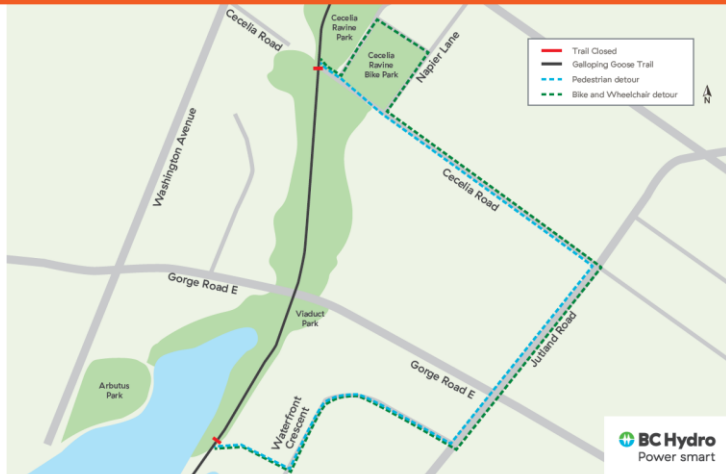 Cecelia Road
Cecelia
Ravine
Park
Cecelia
Ravine
Bike Park
Napier Lane
Trail Closed
Galloping Goose Trail
Pedestrian detour
Bike and Wheelchair detour
N
Washington Avenue
Cecelia Road
Gorge Road E
Viaduct
Park
Jutland Road
Gorge Road E
Arbutus
Park
Waterfront
Crescent
BC Hydro
Power smart